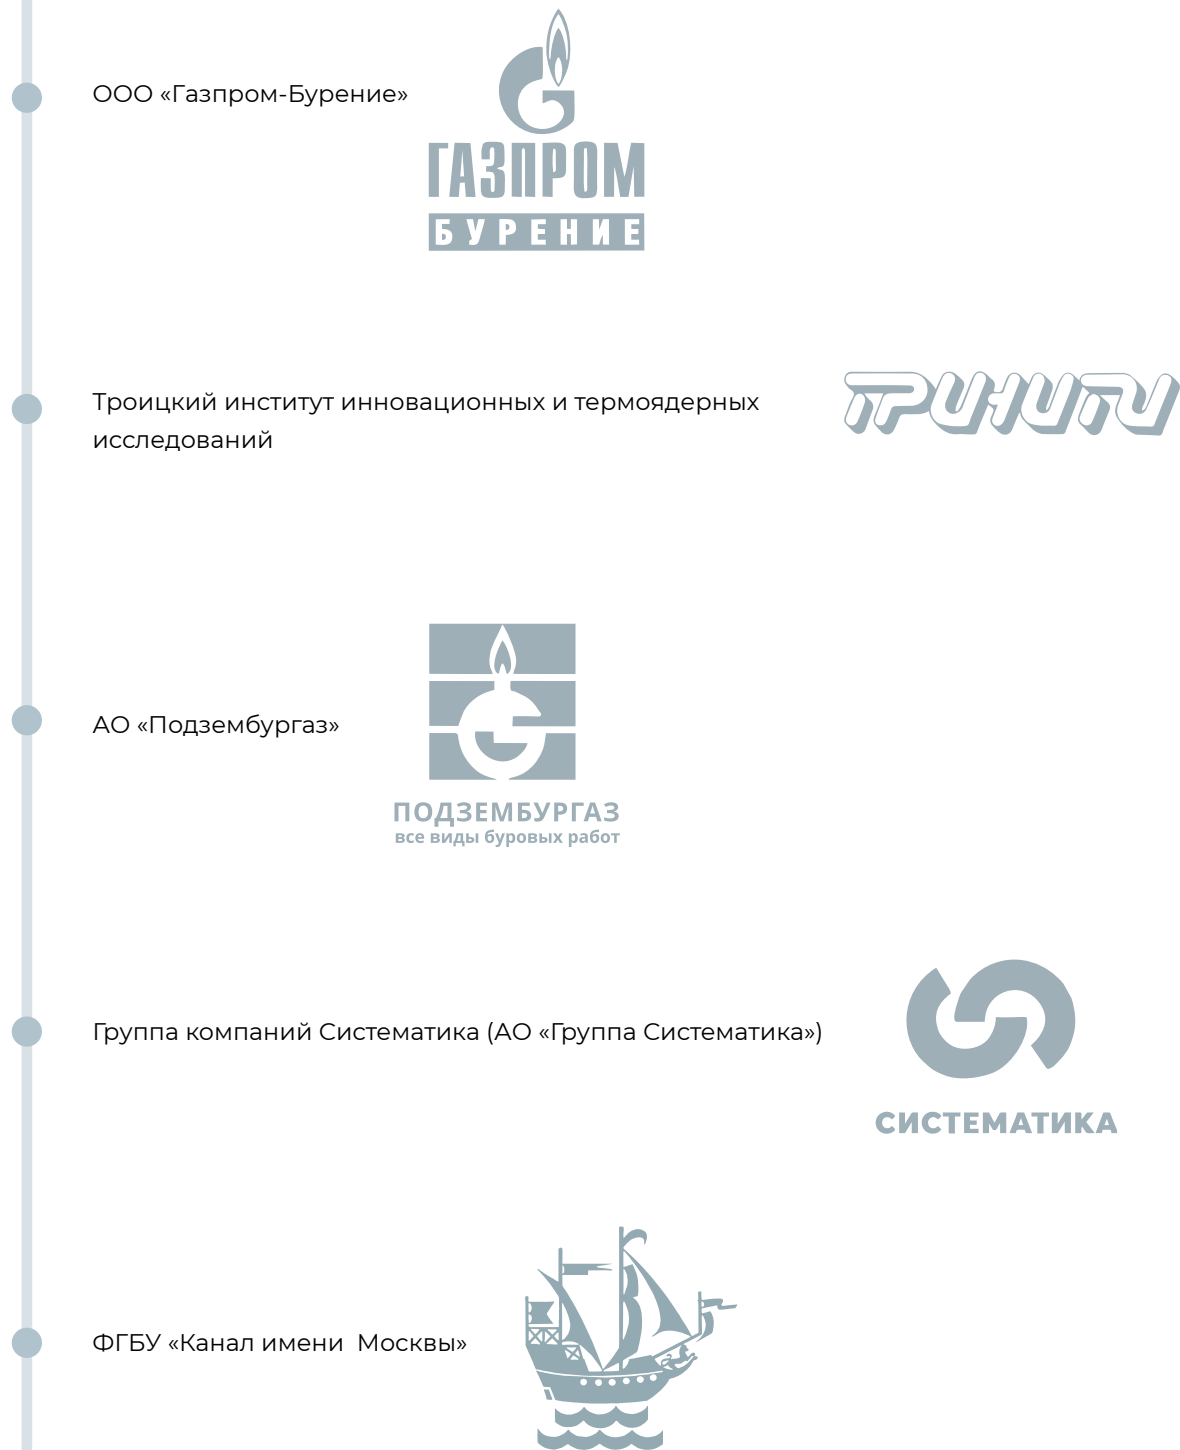 ООО «Газпром-Бурение»
ГАЗПРОМ
БУРЕНИЕ
Троицкий институт инновационных и термоядерных
исследований
ТРИНИТИ
АО «Подзембургаз»
ПОДЗЕМБУРГАЗ
все виды буровых работ
Группа компаний Систематика (АО «Группа Систематика»)
СИСТЕМАТИКА
ФГБУ «Канал имени  Москвы»